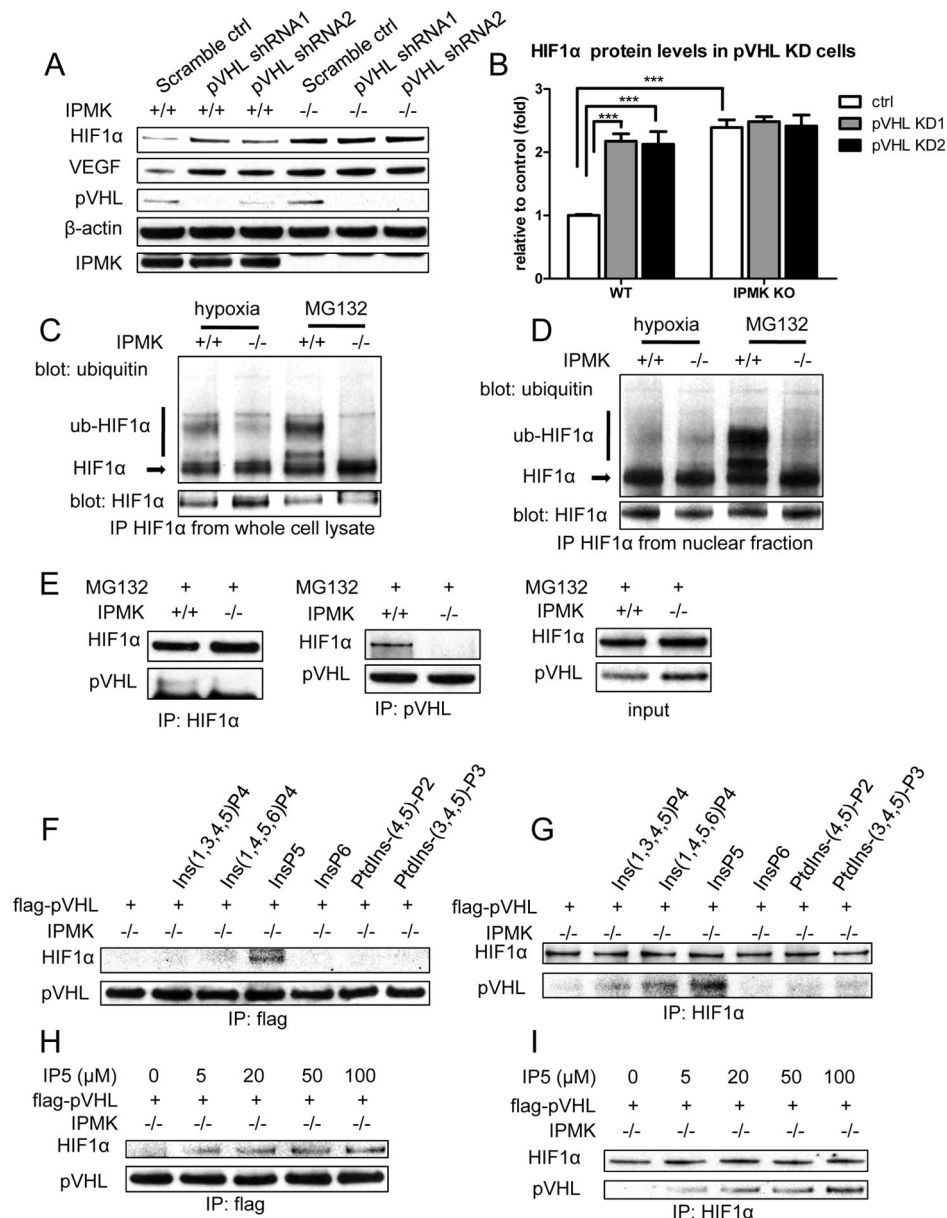 A
Scramble ctrl pVHL shRNA1 pVHL shRNA2 Scramble ctrl pVHL shRNA1 pVHL shRNA2
IPMK +/+ +/+ +/+ -/- -/- -/-
HIF1α
VEGF
pVHL
β-actin
IPMK
B
HIF1α protein levels in pVHL KD cells
relative to control (fold)
3
2
1
0
*** *** ***
ctrl
pVHL KD1
pVHL KD2
WT IPMK KO
C
hypoxia MG132
IPMK +/+ -/- +/+ -/-
blot: ubiquitin
ub-HIF1α
HIF1α
blot: HIF1α
IP HIF1α from whole cell lysate
D
hypoxia MG132
IPMK +/+ -/- +/+ -/-
blot: ubiquitin
ub-HIF1α
HIF1α
blot: HIF1α
IP HIF1α from nuclear fraction
E
MG132 + +
IPMK +/+ -/-
HIF1α
pVHL
IP: HIF1α
MG132 + +
IPMK +/+ -/-
HIF1α
pVHL
IP: pVHL
MG132 + +
IPMK +/+ -/-
HIF1α
pVHL
input
F
Ins(1,3,4,5)P4 Ins(1,4,5,6)P4 InsP5 InsP6 PtdIns-(4,5)-P2 PtdIns-(3,4,5)-P3
flag-pVHL + + + + + + +
IPMK -/- -/- -/- -/- -/- -/- -/-
HIF1α
pVHL
IP: flag
G
Ins(1,3,4,5)P4 Ins(1,4,5,6)P4 InsP5 InsP6 PtdIns-(4,5)-P2 PtdIns-(3,4,5)-P3
flag-pVHL + + + + + + +
IPMK -/- -/- -/- -/- -/- -/- -/-
HIF1α
pVHL
IP: HIF1α
H
IP5 (μM) 0 5 20 50 100
flag-pVHL + + + + +
IPMK -/- -/- -/- -/- -/-
HIF1α
pVHL
IP: flag
I
IP5 (μM) 0 5 20 50 100
flag-pVHL + + + + +
IPMK -/- -/- -/- -/- -/-
HIF1α
pVHL
IP: HIF1α